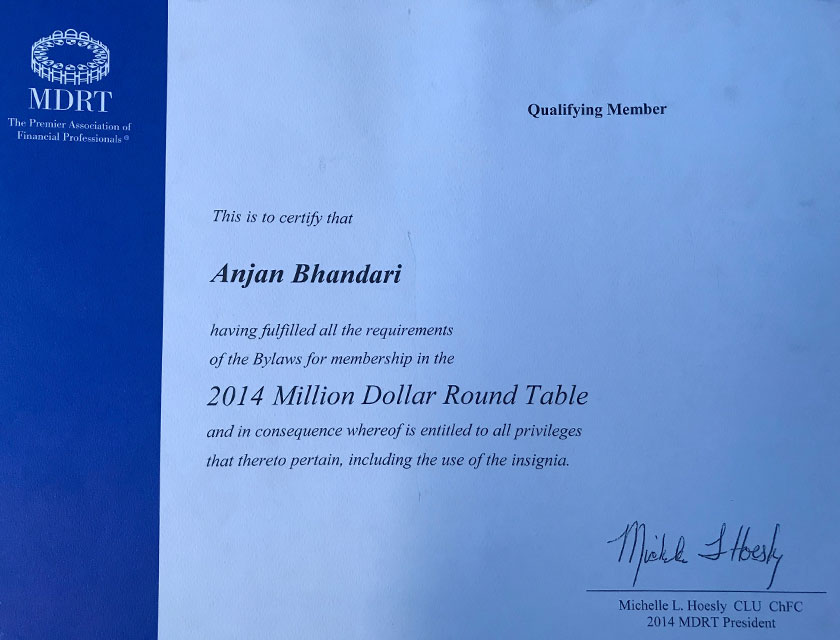 MDRT
The Premier Association of
Financial Professionals®
Qualifying Member
This is to certify that
Anjan Bhandari
having fulfilled all the requirements
of the Bylaws for membership in the
2014 Million Dollar Round Table
and in consequence whereof is entitled to all privileges
that thereto pertain, including the use of the insignia.
Michelle L Hoesly
Michelle L. Hoesly CLU ChFC
2014 MDRT President